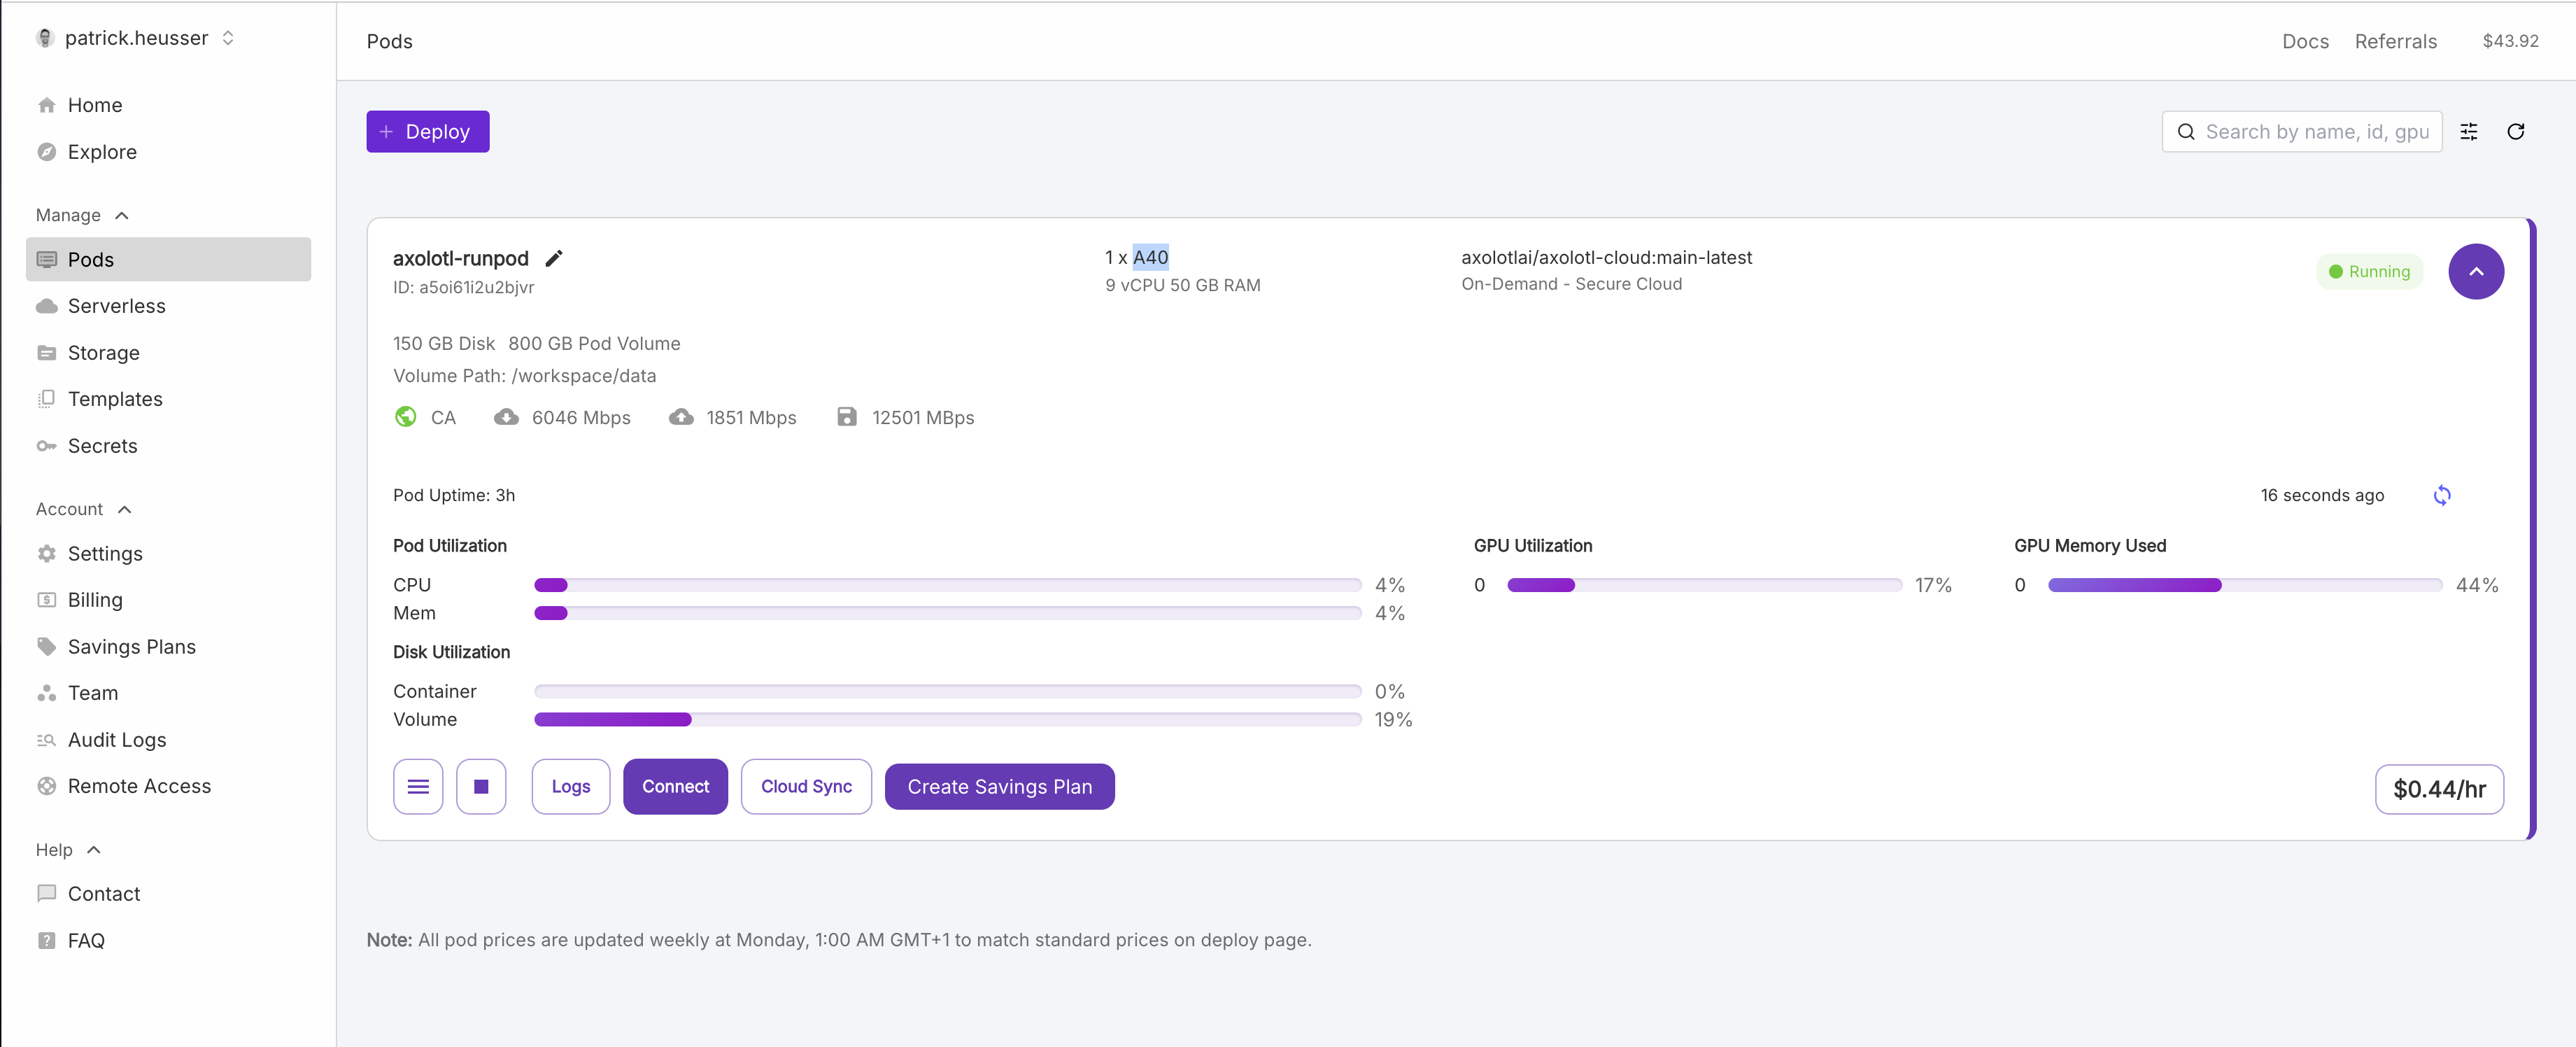 patrick.heusser
Home
Explore
Manage
Pods
Serverless
Storage
Templates
Secrets
Account
Settings
Billing
Savings Plans
Team
Audit Logs
Remote Access
Help
Contact
FAQ
Pods
Docs Referrals $43.92
+ Deploy
Search by name, id, gpu
axolotl-runpod
ID: a5oi61i2u2bjvr
1 x A40
9 vCPU 50 GB RAM
axolotlai/axolotl-cloud:main-latest
On-Demand - Secure Cloud
Running
150 GB Disk 800 GB Pod Volume
Volume Path: /workspace/data
CA 6046 Mbps 1851 Mbps 12501 MBps
Pod Uptime: 3h
16 seconds ago
Pod Utilization
CPU 4%
Mem 4%
Disk Utilization
Container 0%
Volume 19%
GPU Utilization
0 17%
GPU Memory Used
0 44%
Logs Connect Cloud Sync Create Savings Plan
$0.44/hr
Note: All pod prices are updated weekly at Monday, 1:00 AM GMT+1 to match standard prices on deploy page.